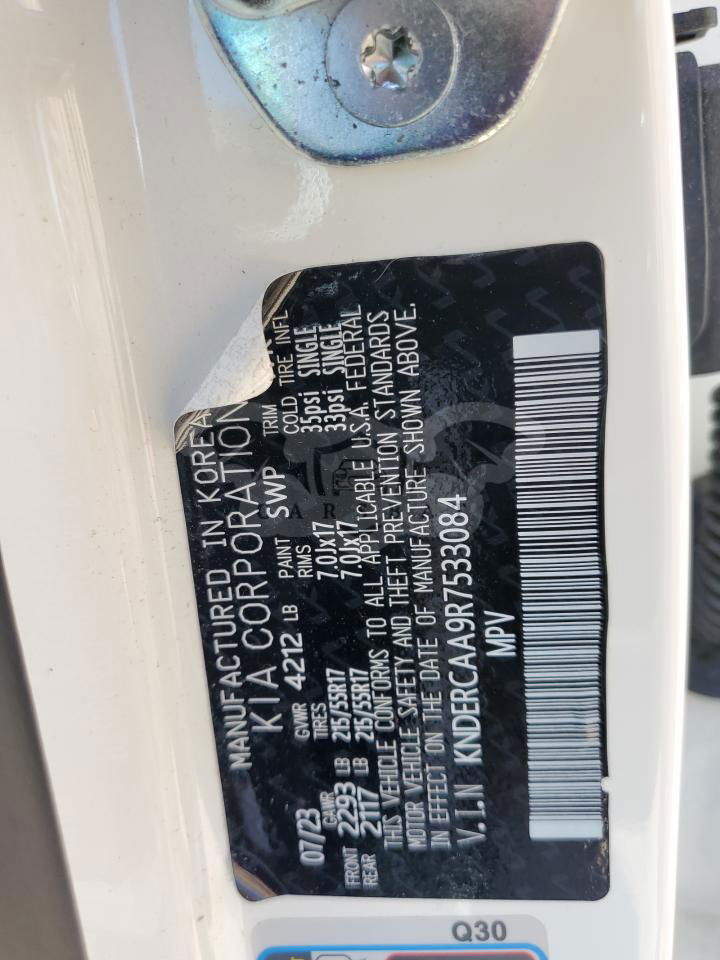 MANUFACTURED IN KOREA
KIA CORPORATION
07/23 GVWR 4212 LB PAINT SWP TRIM
GAWR TIRES RIMS COLD TIRE INFL
FRONT 2293 LB 215/55R17 7.0Jx17 35psi SINGLE
REAR 2117 LB 215/55R17 7.0Jx17 33psi SINGLE
THIS VEHICLE CONFORMS TO ALL APPLICABLE U.S.A. FEDERAL
MOTOR VEHICLE SAFETY AND THEFT PREVENTION STANDARDS
IN EFFECT ON THE DATE OF MANUFACTURE SHOWN ABOVE.
V.I.N KNDERCAA9R7533084
MPV
Q30